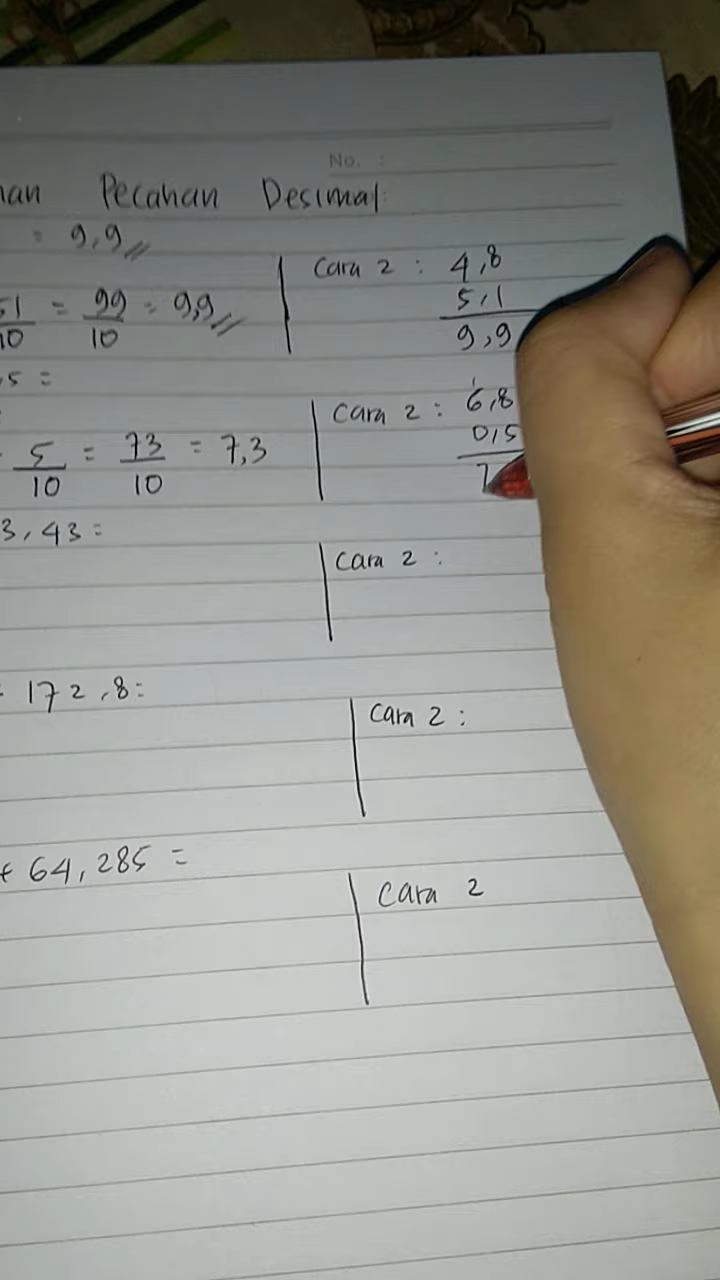 No. :
Pecahan Desimal
= 9,9
Cara 2 : 4,8
5,1
9,9
51/10 = 99/10 = 9,9
,5 =
Cara 2 : 6,8
0,5
7
5/10 = 73/10 = 7,3
3,43 =
Cara 2 :
172,8 =
Cara 2 :
+ 64,285 =
Cara 2